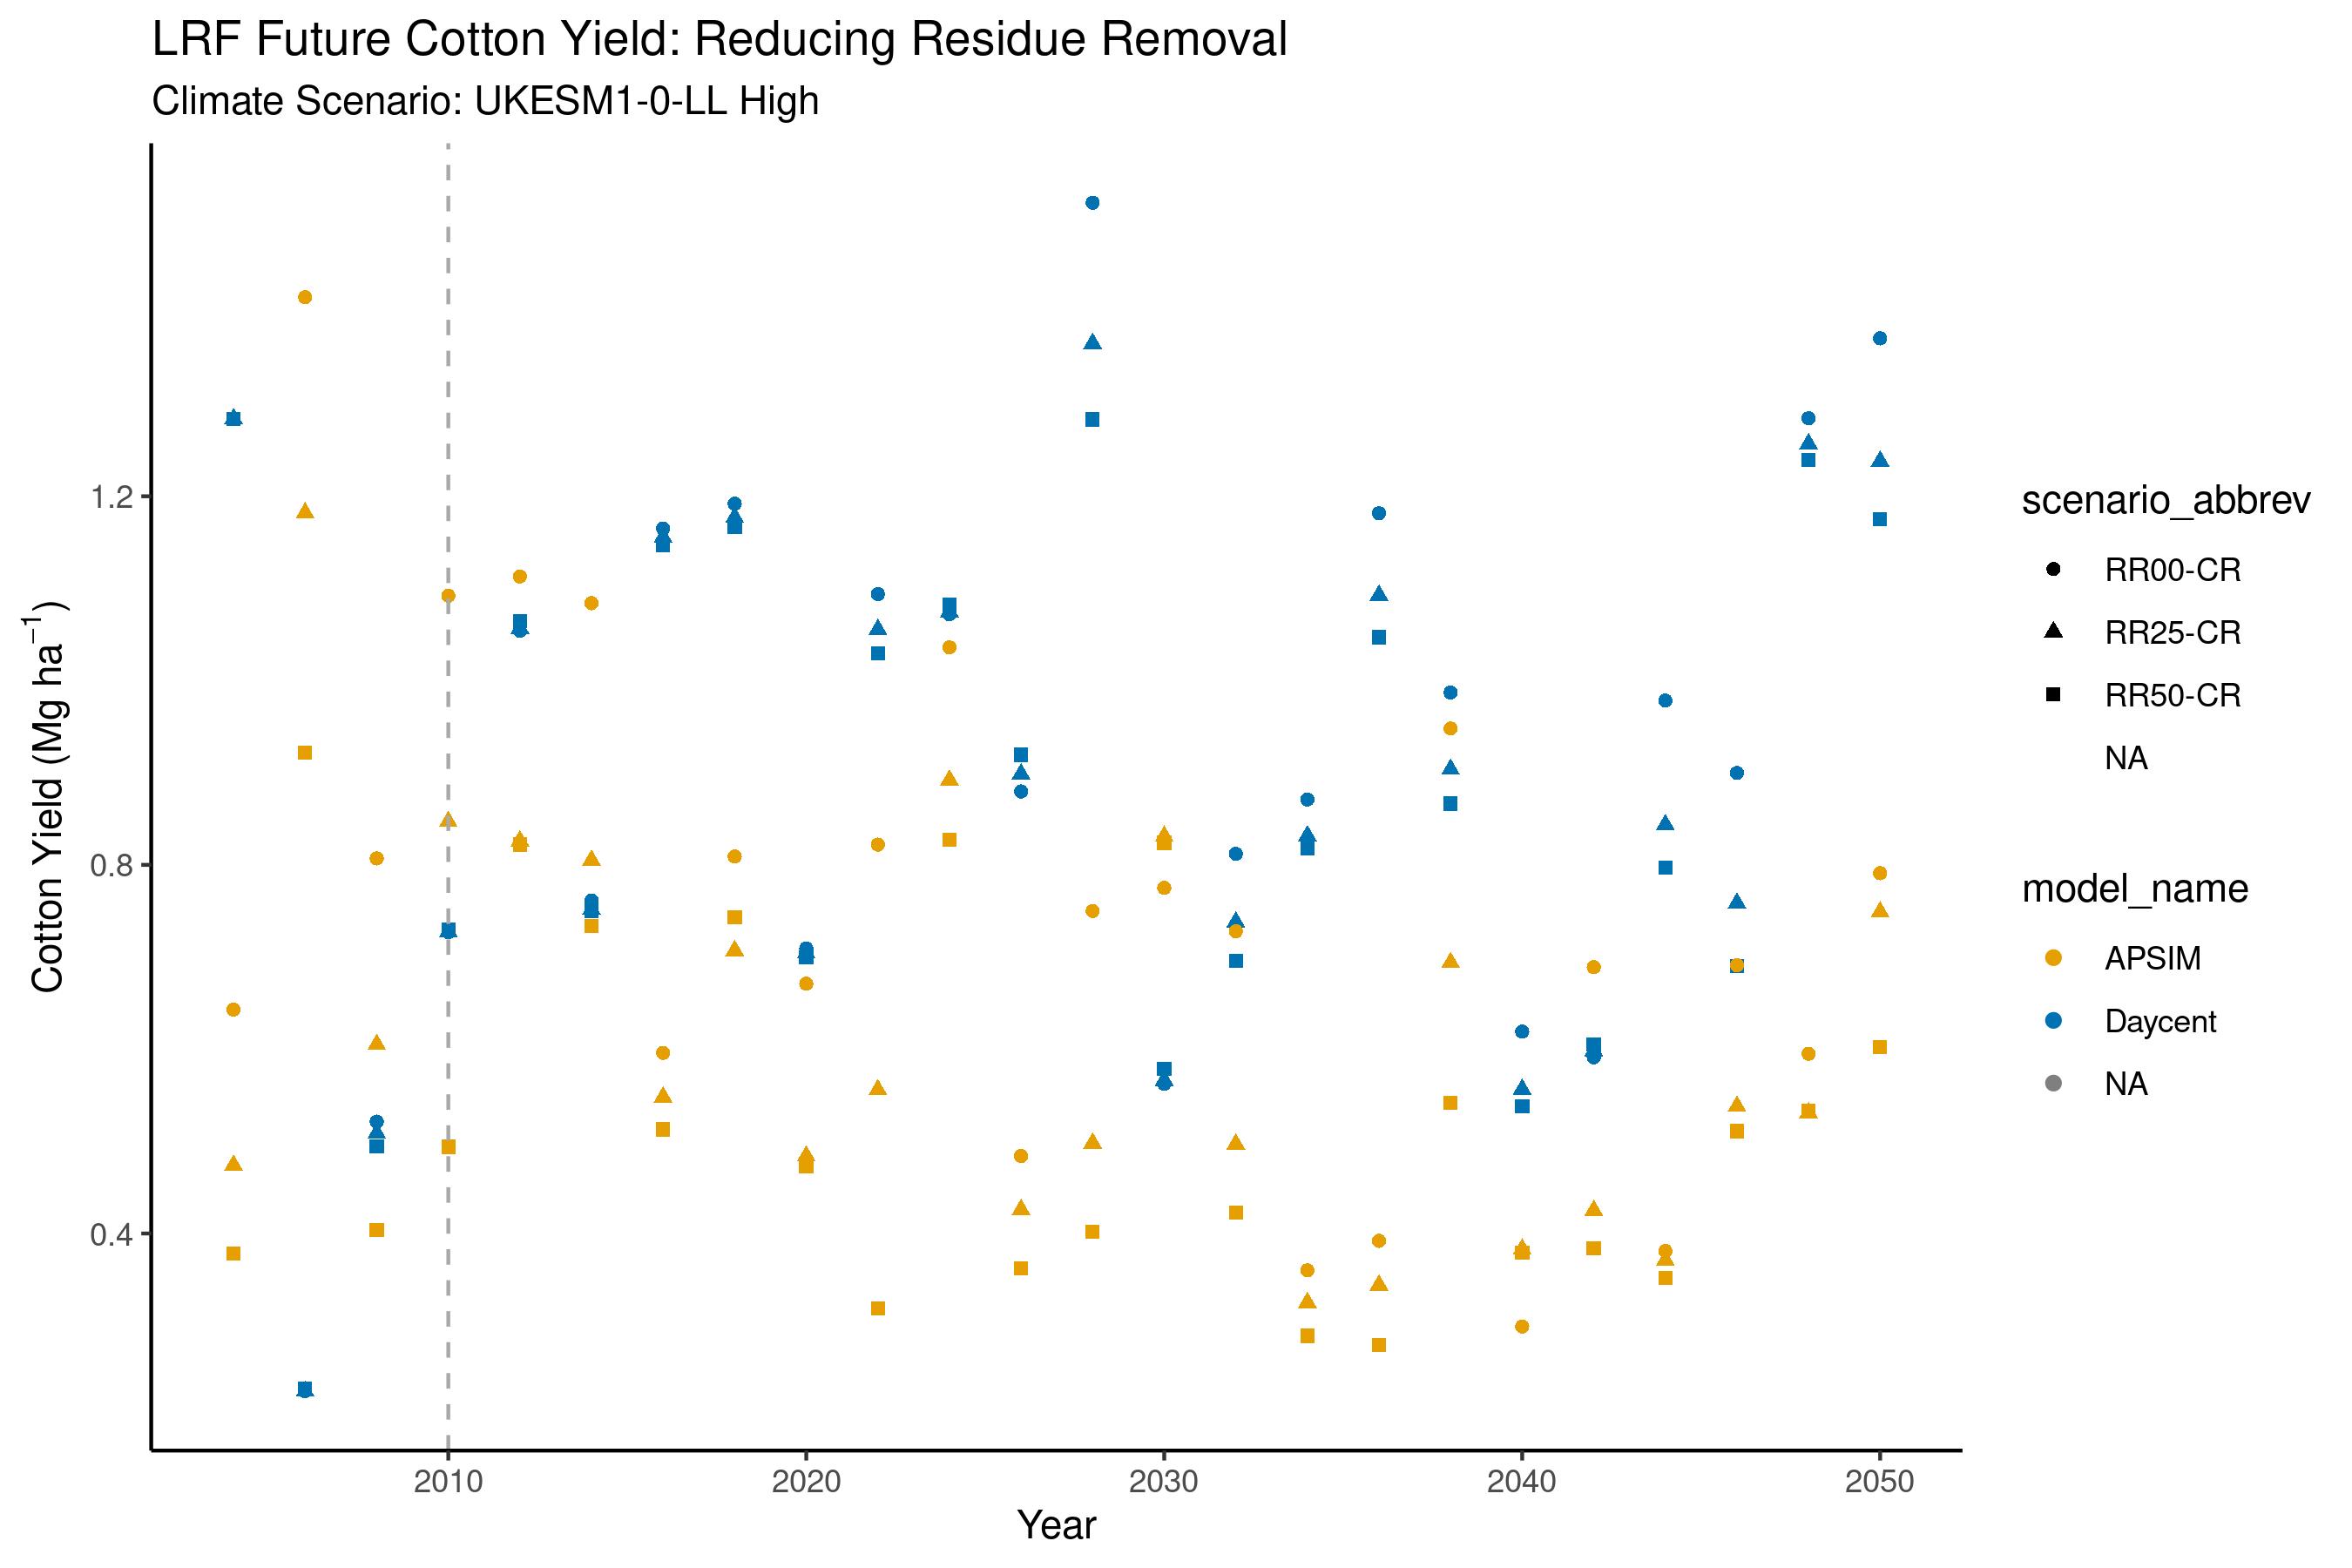 LRF Future Cotton Yield: Reducing Residue Removal
Climate Scenario: UKESM1-0-LL High
Cotton Yield (Mg ha⁻¹)
1.2
0.8
0.4
2010
2020
2030
2040
2050
Year
scenario_abbrev
RR00-CR
RR25-CR
RR50-CR
NA
model_name
APSIM
Daycent
NA